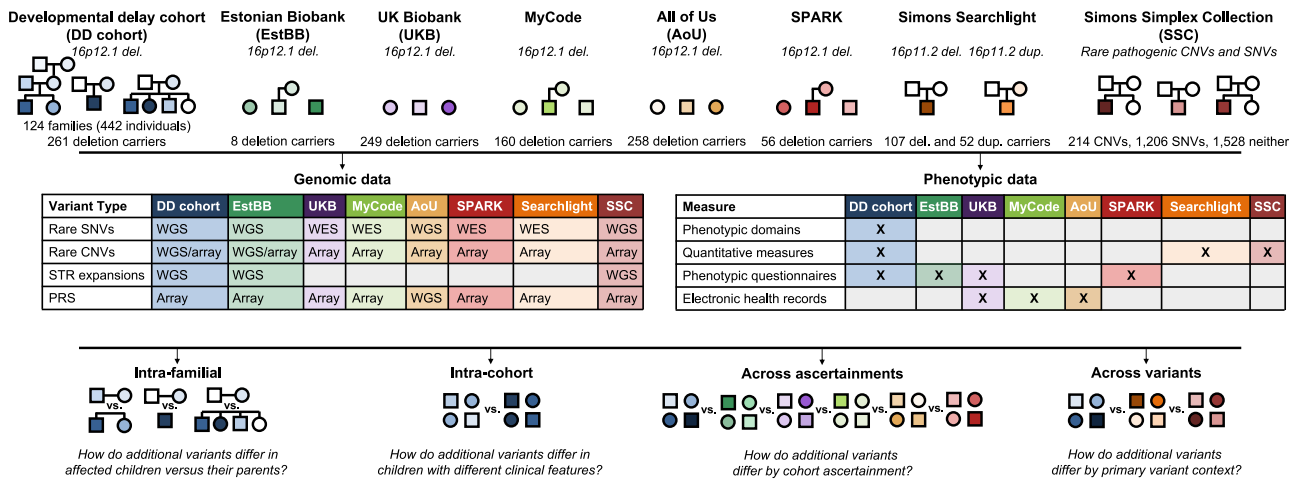 Developmental delay cohort
(DD cohort)
16p12.1 del.
124 families (442 individuals)
261 deletion carriers
Estonian Biobank
(EstBB)
16p12.1 del.
8 deletion carriers
UK Biobank
(UKB)
16p12.1 del.
249 deletion carriers
MyCode
16p12.1 del.
160 deletion carriers
All of Us
(AoU)
16p12.1 del.
258 deletion carriers
SPARK
16p12.1 del.
56 deletion carriers
Simons Searchlight
16p11.2 del. 16p11.2 dup.
107 del. and 52 dup. carriers
Simons Simplex Collection
(SSC)
Rare pathogenic CNVs and SNVs
214 CNVs, 1,206 SNVs, 1,528 neither
Genomic data
Variant Type DD cohort EstBB UKB MyCode AoU SPARK Searchlight SSC
Rare SNVs WGS WGS WES WES WGS WES WES WGS
Rare CNVs WGS/array WGS/array Array Array Array Array Array Array
STR expansions WGS WGS WGS
PRS Array Array Array Array WGS Array Array Array
Phenotypic data
Measure DD cohort EstBB UKB MyCode AoU SPARK Searchlight SSC
Phenotypic domains X
Quantitative measures X X X
Phenotypic questionnaires X X X X
Electronic health records X X X
Intra-familial
vs. vs. vs.
How do additional variants differ in
affected children versus their parents?
Intra-cohort
vs.
How do additional variants differ in
children with different clinical features?
Across ascertainments
vs. vs. vs. vs. vs.
How do additional variants
differ by cohort ascertainment?
Across variants
vs. vs.
How do additional variants
differ by primary variant context?